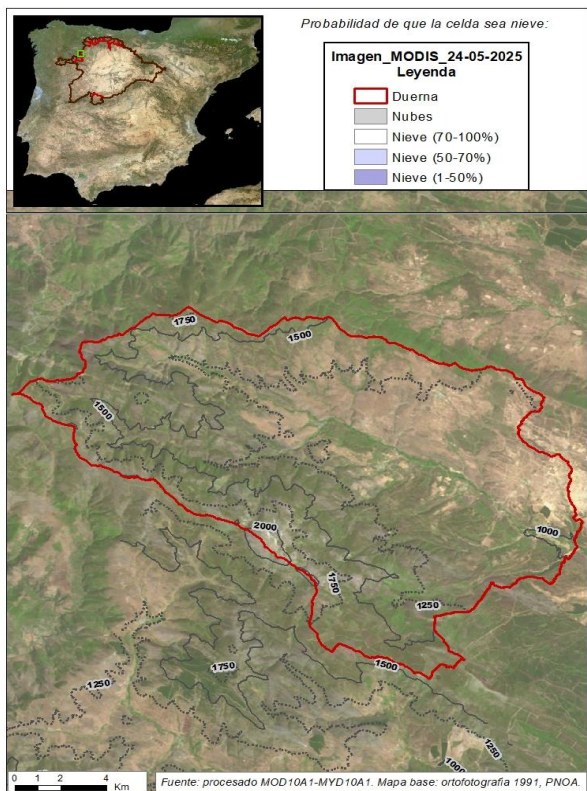 Probabilidad de que la celda sea nieve:
Imagen_MODIS_24-05-2025
Leyenda
Duerna
Nubes
Nieve (70-100%)
Nieve (50-70%)
Nieve (1-50%)
1750
1500
1500
2000
1000
1750
1250
1500
1750
1250
1250
1000
0 1 2 4
Km
Fuente: procesado MOD10A1-MYD10A1. Mapa base: ortofotografía 1991, PNOA.